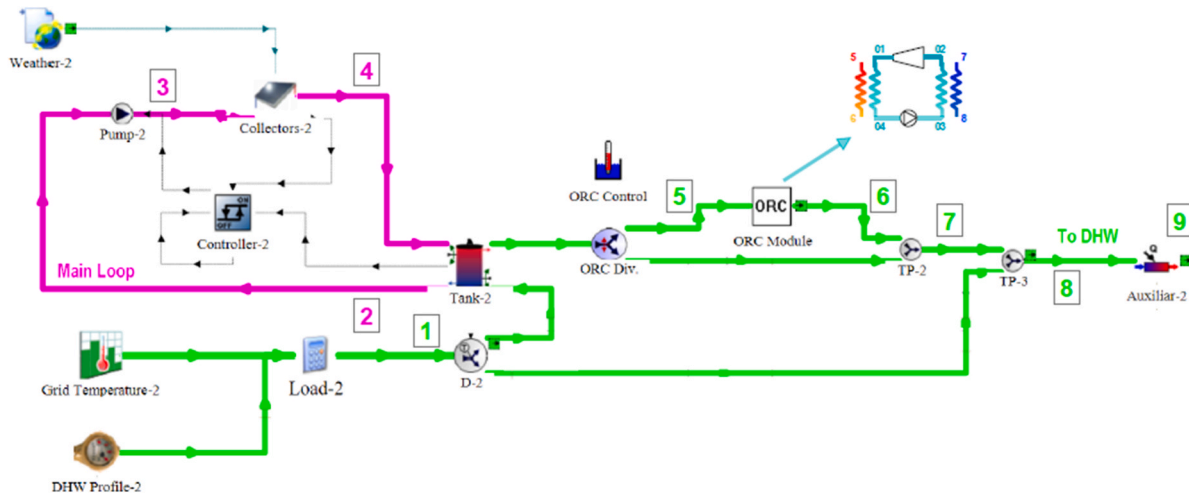 Weather-2
3
4
Pump-2
Collectors-2
ON
OFF
Controller-2
Main Loop
Tank-2
2
1
Grid Temperature-2
Load-2
D-2
DHW Profile-2
ORC Control
5
ORC
6
ORC Module
7
ORC Div.
TP-2
To DHW
9
TP-3
8
Q
Auxiliar-2
5
01
02
7
6
04
03
8